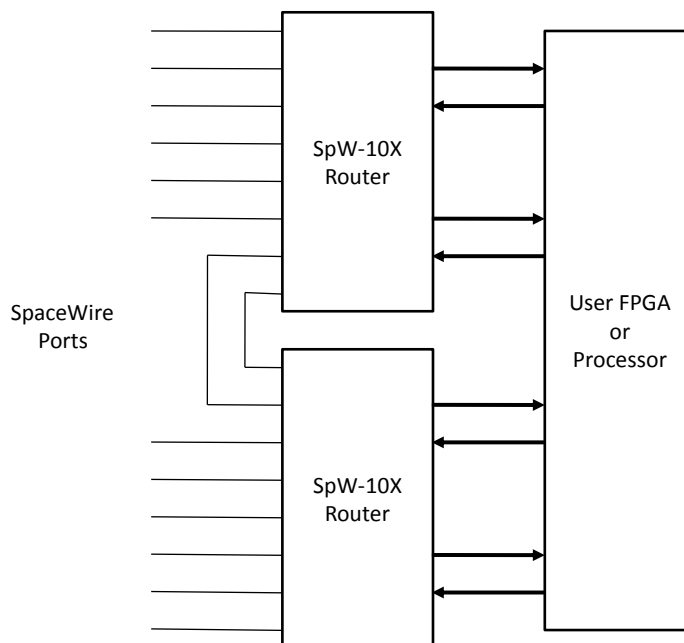 SpW-10X
Router
SpaceWire
Ports
User FPGA
or
Processor
SpW-10X
Router